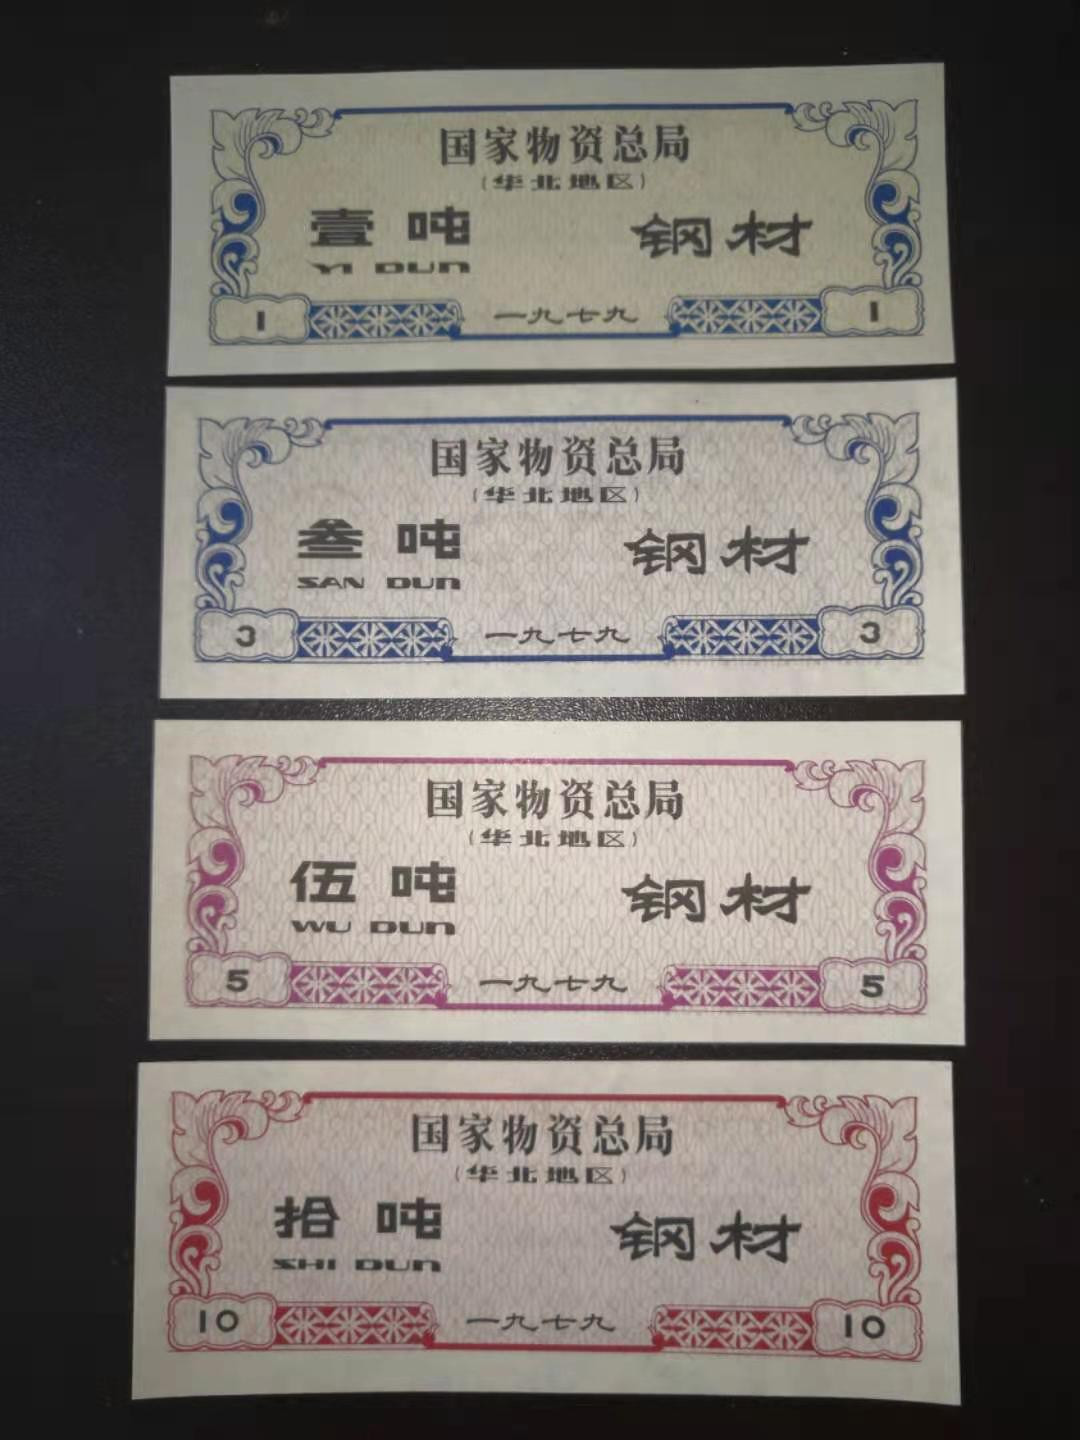 国家物资总局
(华北地区)
壹吨 钢材
YI DUN
1 一九七九 1
国家物资总局
(华北地区)
叁吨 钢材
SAN DUN
3 一九七九 3
国家物资总局
(华北地区)
伍吨 钢材
WU DUN
5 一九七九 5
国家物资总局
(华北地区)
拾吨 钢材
SHI DUN
10 一九七九 10